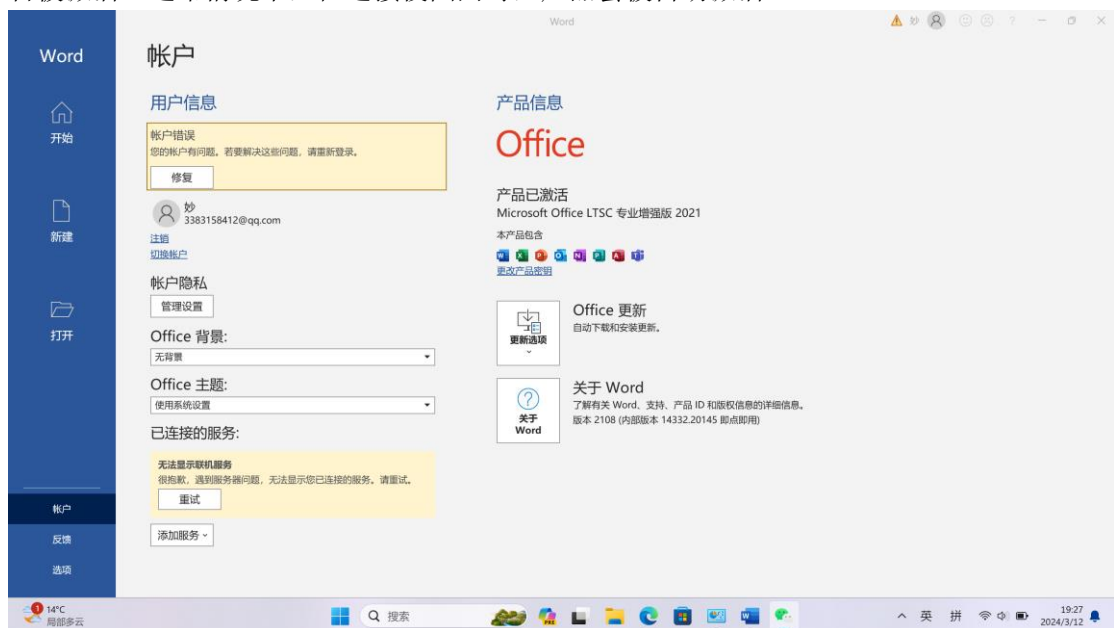 Word
妙
?
Word
帐户
开始
新建
打开
帐户
反馈
选项
用户信息
帐户错误
您的帐户有问题。若要解决这些问题，请重新登录。
修复
妙
3383158412@qq.com
注销
切换帐户
帐户隐私
管理设置
Office 背景:
无背景
Office 主题:
使用系统设置
已连接的服务:
无法显示联机服务
很抱歉，遇到服务器问题，无法显示您已连接的服务。请重试。
重试
添加服务
产品信息
Office
产品已激活
Microsoft Office LTSC 专业增强版 2021
本产品包含
更改产品密钥
更新选项
Office 更新
自动下载和安装更新。
关于
Word
关于 Word
了解有关 Word、支持、产品 ID 和版权信息的详细信息。
版本 2108 (内部版本 14332.20145 即点即用)
1
14°C
局部多云
搜索
英
拼
19:27
2024/3/12